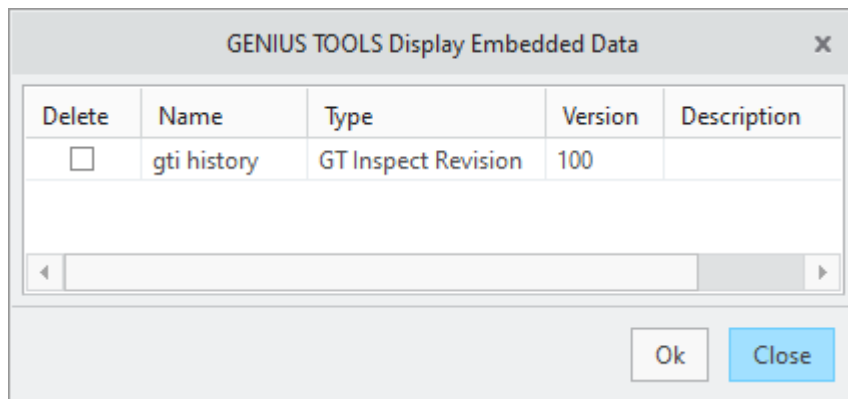 GENIUS TOOLS Display Embedded Data x
Delete Name Type Version Description
gti history GT Inspect Revision 100
Ok Close